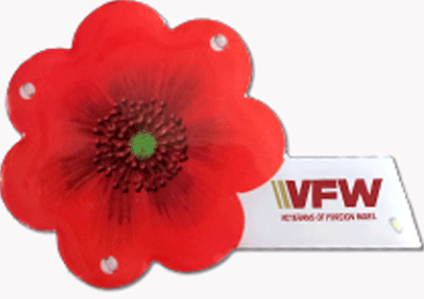 VFW
VETERANS OF FOREIGN WARS.